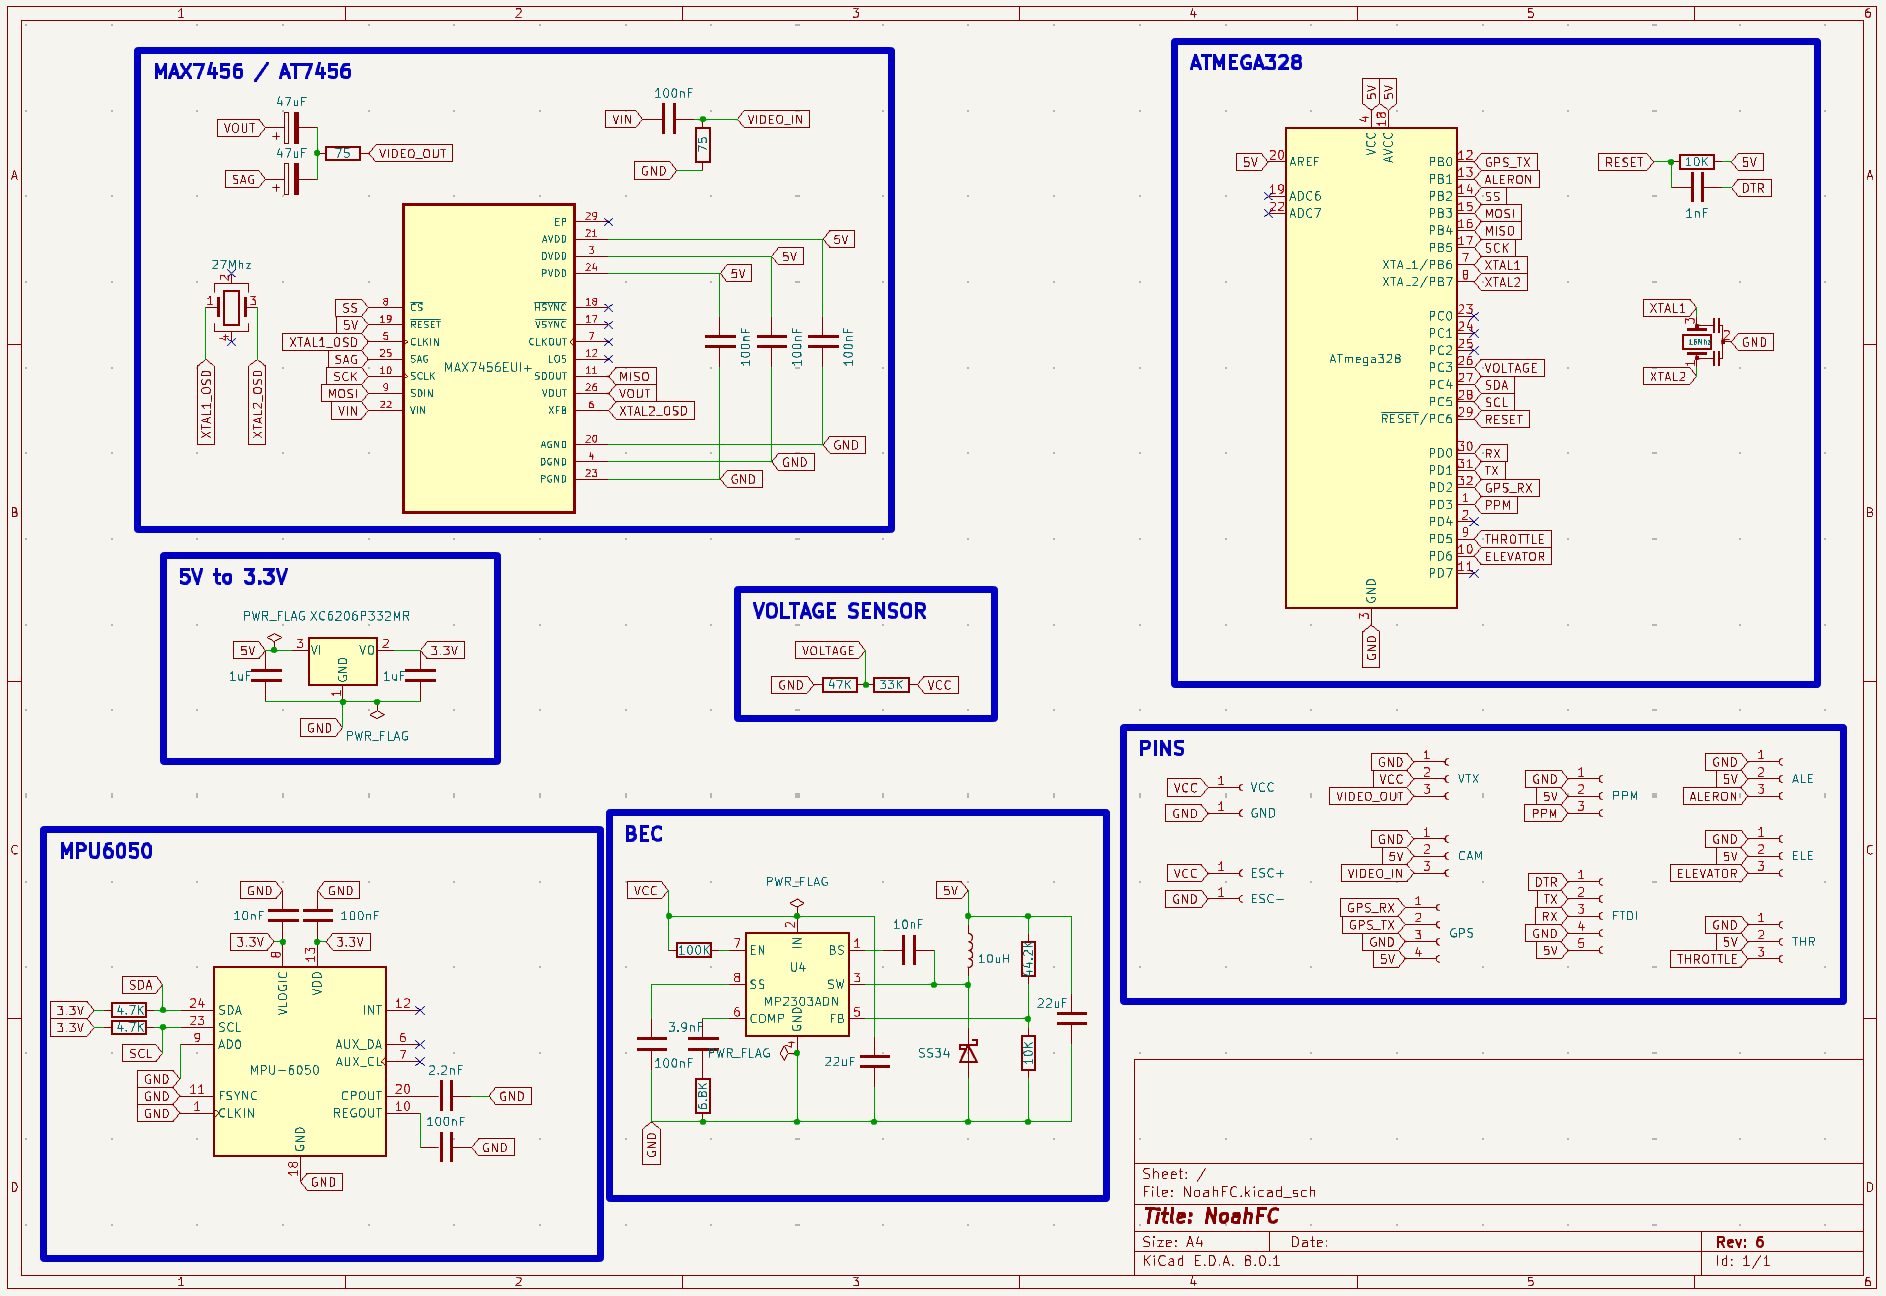 1 2 3 4 5 6
A
B
C
D
MAX7456 / AT7456
47uF
VOUT
+
47uF
75
VIDEO_OUT
SAG
+
100nF
VIN
VIDEO_IN
75
GND
27Mhz
2
1
3
4
XTAL1_OSD
XTAL2_OSD
SS 8 CS
5V 19 RESET
XTAL1_OSD 5 CLKIN
SAG 25 SAG
SCK 10 SCLK
MOSI 9 SDIN
VIN 22 VIN
MAX7456EUI+
EP 29
AVDD 21 5V
DVDD 3 5V
PVDD 24 5V
HSYNC 18
VSYNC 17
CLKOUT 7
LOS 12
SDOUT 11 MISO
VOUT 26 VOUT
XFB 6 XTAL2_OSD
AGND 20 GND
DGND 4 GND
PGND 23 GND
100nF
100nF
100nF
ATMEGA328
5V
5V
4
18
VCC
AVCC
5V 20 AREF
19 ADC6
22 ADC7
ATmega328
PB0 12 GPS_TX
PB1 13 ALERON
PB2 14 SS
PB3 15 MOSI
PB4 16 MISO
PB5 17 SCK
XTA_1/PB6 7 XTAL1
XTA_2/PB7 8 XTAL2
PC0 23
PC1 24
PC2 25
PC3 26 VOLTAGE
PC4 27 SDA
PC5 28 SCL
RESET/PC6 29 RESET
PD0 30 RX
PD1 31 TX
PD2 32 GPS_RX
PD3 1 PPM
PD4 2
PD5 9 THROTTLE
PD6 10 ELEVATOR
PD7 11
GND
3
GND
RESET
10K
5V
DTR
1nF
XTAL1
3
16Mhz
2
GND
1
XTAL2
5V to 3.3V
PWR_FLAG XC6206P332MR
5V 3 VI
VO 2 3.3V
GND
1
1uF
1uF
GND
PWR_FLAG
VOLTAGE SENSOR
VOLTAGE
GND
47K
33K
VCC
PINS
VCC 1 VCC
GND 1 GND
VCC 1 ESC+
GND 1 ESC-
GND 1
VCC 2 VTX
VIDEO_OUT 3
GND 1
5V 2 CAM
VIDEO_IN 3
GPS_RX 1
GPS_TX 2
GND 3
GPS
5V 4
GND 1
5V 2 PPM
PPM 3
DTR 1
TX 2
RX 3 FTDI
GND 4
5V 5
GND 1
5V 2 ALE
ALERON 3
GND 1
5V 2 ELE
ELEVATOR 3
GND 1
5V 2 THR
THROTTLE 3
MPU6050
GND
GND
10nF
100nF
3.3V
3.3V
8
13
VLOGIC
VDD
SDA
3.3V 4.7K 24 SDA
3.3V 4.7K 23 SCL
9 AD0
SCL
GND
GND 11 FSYNC
GND 1 CLKIN
MPU-6050
INT 12
AUX_DA 6
AUX_CL 7
CPOUT 20
REGOUT 10
2.2nF
GND
100nF
GND
GND
18
GND
BEC
VCC
PWR_FLAG
5V
2
IN
100K 7 EN
8 SS
6 COMP
U4
MP2303ADN
GND
4
BS 1
SW 3
FB 5
10nF
10uH
44.2K
22uF
3.9nF
100nF
PWR_FLAG
22uF
SS34
10K
6.8K
GND
Sheet: /
File: NoahFC.kicad_sch
Title: NoahFC
Size: A4 Date: Rev: 6
KiCad E.D.A. 8.0.1 Id: 1/1
A
B
C
D
1 2 3 4 5 6